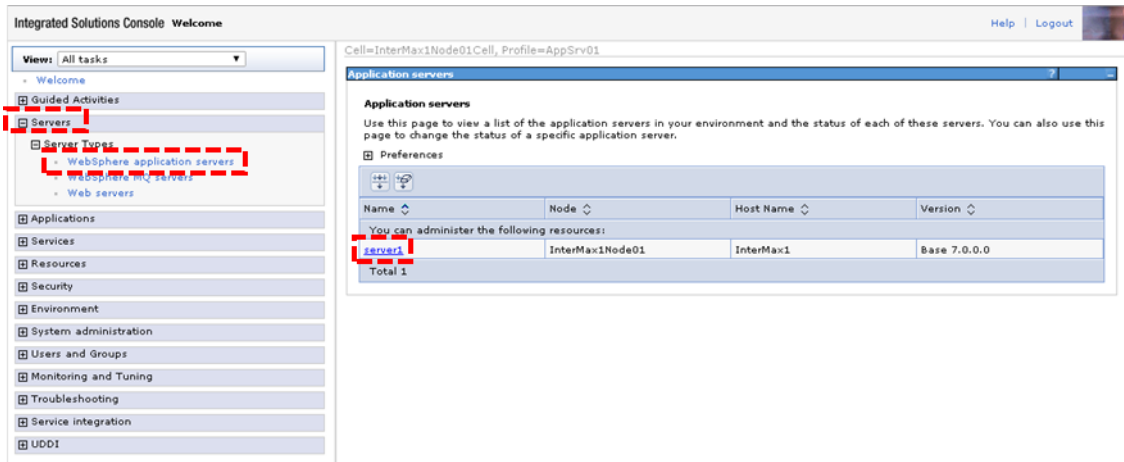 Integrated Solutions Console Welcome
Help | Logout
View: All tasks
Welcome
Guided Activities
Servers
Server Types
WebSphere application servers
WebSphere MQ servers
Web servers
Applications
Services
Resources
Security
Environment
System administration
Users and Groups
Monitoring and Tuning
Troubleshooting
Service integration
UDDI
Cell=InterMax1Node01Cell, Profile=AppSrv01
Application servers
?
Application servers
Use this page to view a list of the application servers in your environment and the status of each of these servers. You can also use this
page to change the status of a specific application server.
Preferences
Name Node Host Name Version
You can administer the following resources:
server1 InterMax1Node01 InterMax1 Base 7.0.0.0
Total 1